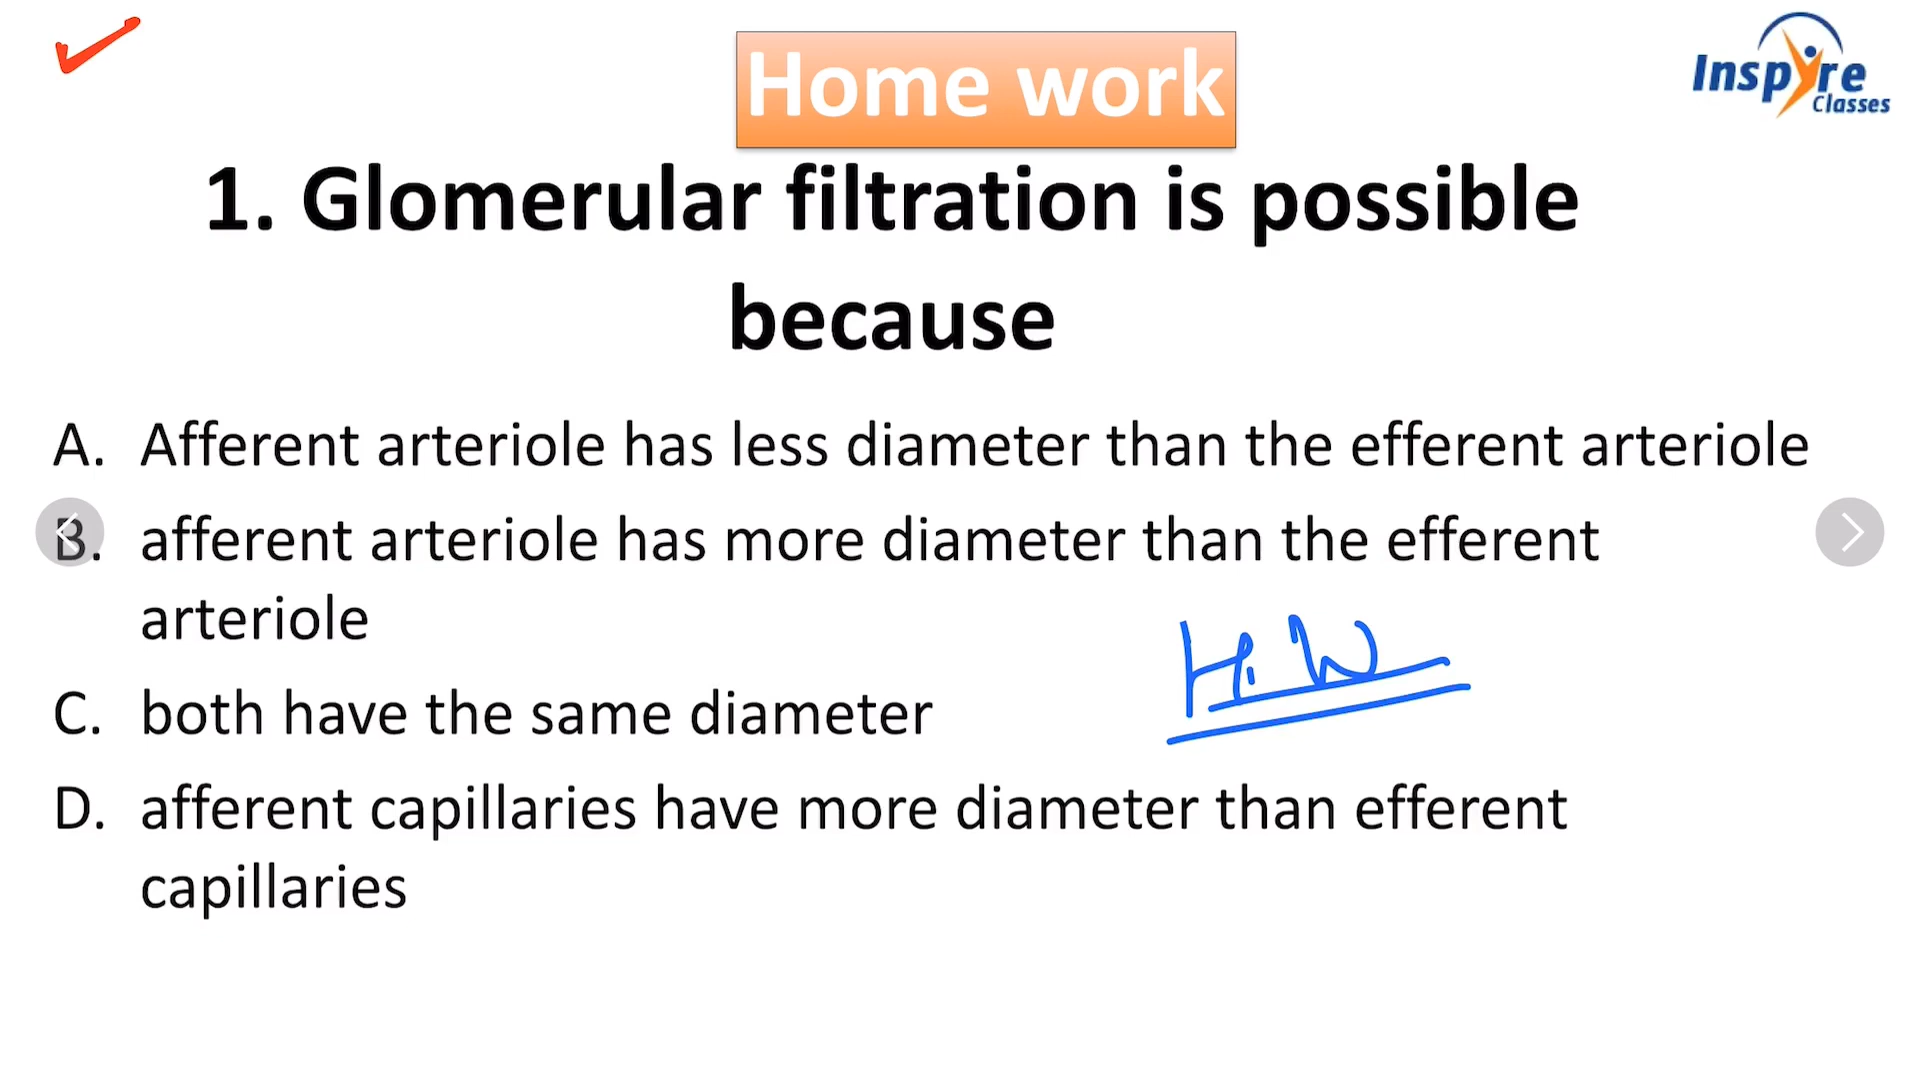 Home work
Inspire
Classes
1. Glomerular filtration is possible
because
A. Afferent arteriole has less diameter than the efferent arteriole
B. afferent arteriole has more diameter than the efferent
arteriole
H.W
C. both have the same diameter
D. afferent capillaries have more diameter than efferent
capillaries